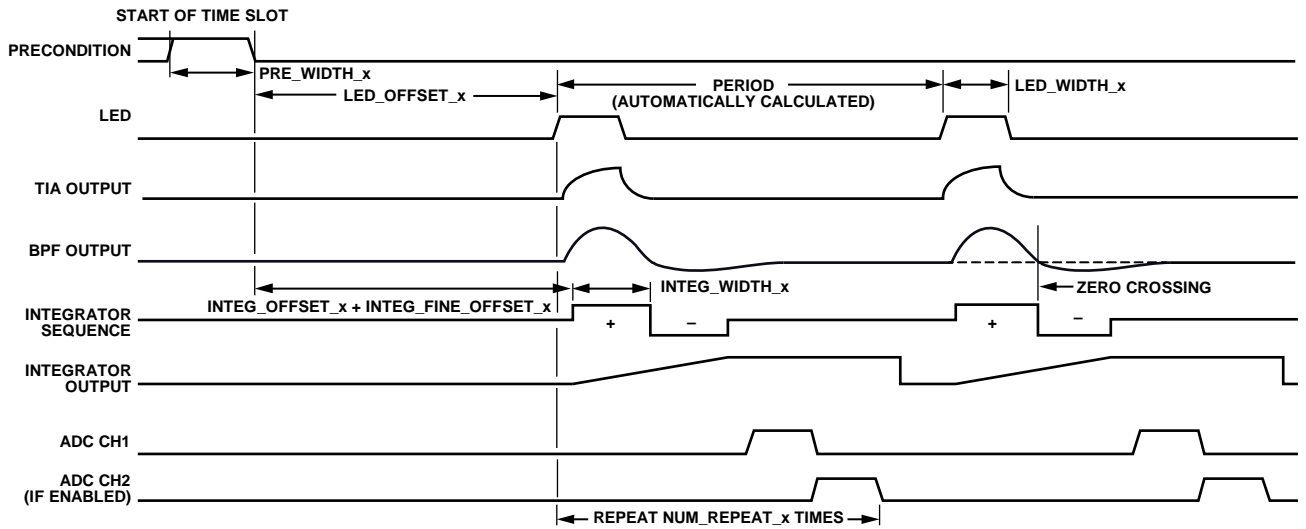 START OF TIME SLOT
PRECONDITION
PRE_WIDTH_x
LED_OFFSET_x
PERIOD
(AUTOMATICALLY CALCULATED)
LED_WIDTH_x
LED
TIA OUTPUT
BPF OUTPUT
INTEG_OFFSET_x + INTEG_FINE_OFFSET_x
INTEG_WIDTH_x
ZERO CROSSING
INTEGRATOR
SEQUENCE
+
–
+
–
INTEGRATOR
OUTPUT
ADC CH1
ADC CH2
(IF ENABLED)
REPEAT NUM_REPEAT_x TIMES